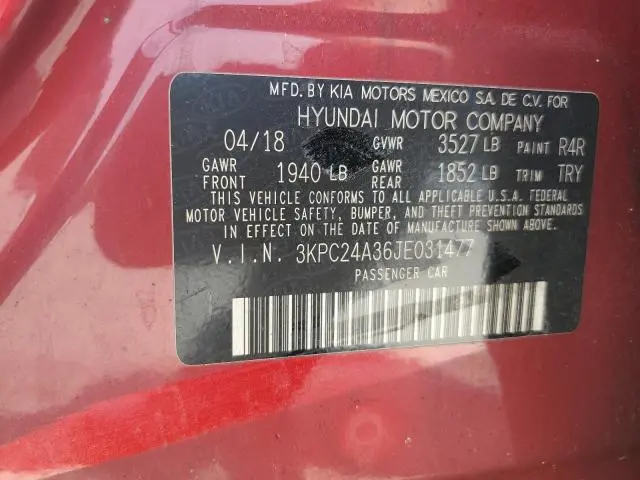 MFD. BY KIA MOTORS MEXICO S.A. DE C.V. FOR
HYUNDAI MOTOR COMPANY
04/18 GVWR 3527 LB PAINT R4R
GAWR FRONT 1940 LB GAWR REAR 1852 LB TRIM TRY
THIS VEHICLE CONFORMS TO ALL APPLICABLE U.S.A. FEDERAL
MOTOR VEHICLE SAFETY, BUMPER, AND THEFT PREVENTION STANDARDS
IN EFFECT ON THE DATE OF MANUFACTURE SHOWN ABOVE.
V.I.N. 3KPC24A36JE031477
PASSENGER CAR